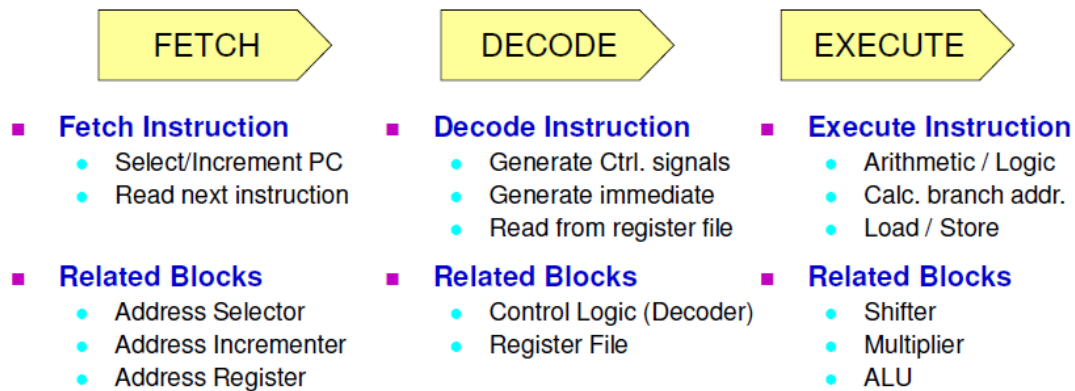 FETCH
DECODE
EXECUTE
Fetch Instruction
Select/Increment PC
Read next instruction
Related Blocks
Address Selector
Address Incrementer
Address Register
Decode Instruction
Generate Ctrl. signals
Generate immediate
Read from register file
Related Blocks
Control Logic (Decoder)
Register File
Execute Instruction
Arithmetic / Logic
Calc. branch addr.
Load / Store
Related Blocks
Shifter
Multiplier
ALU